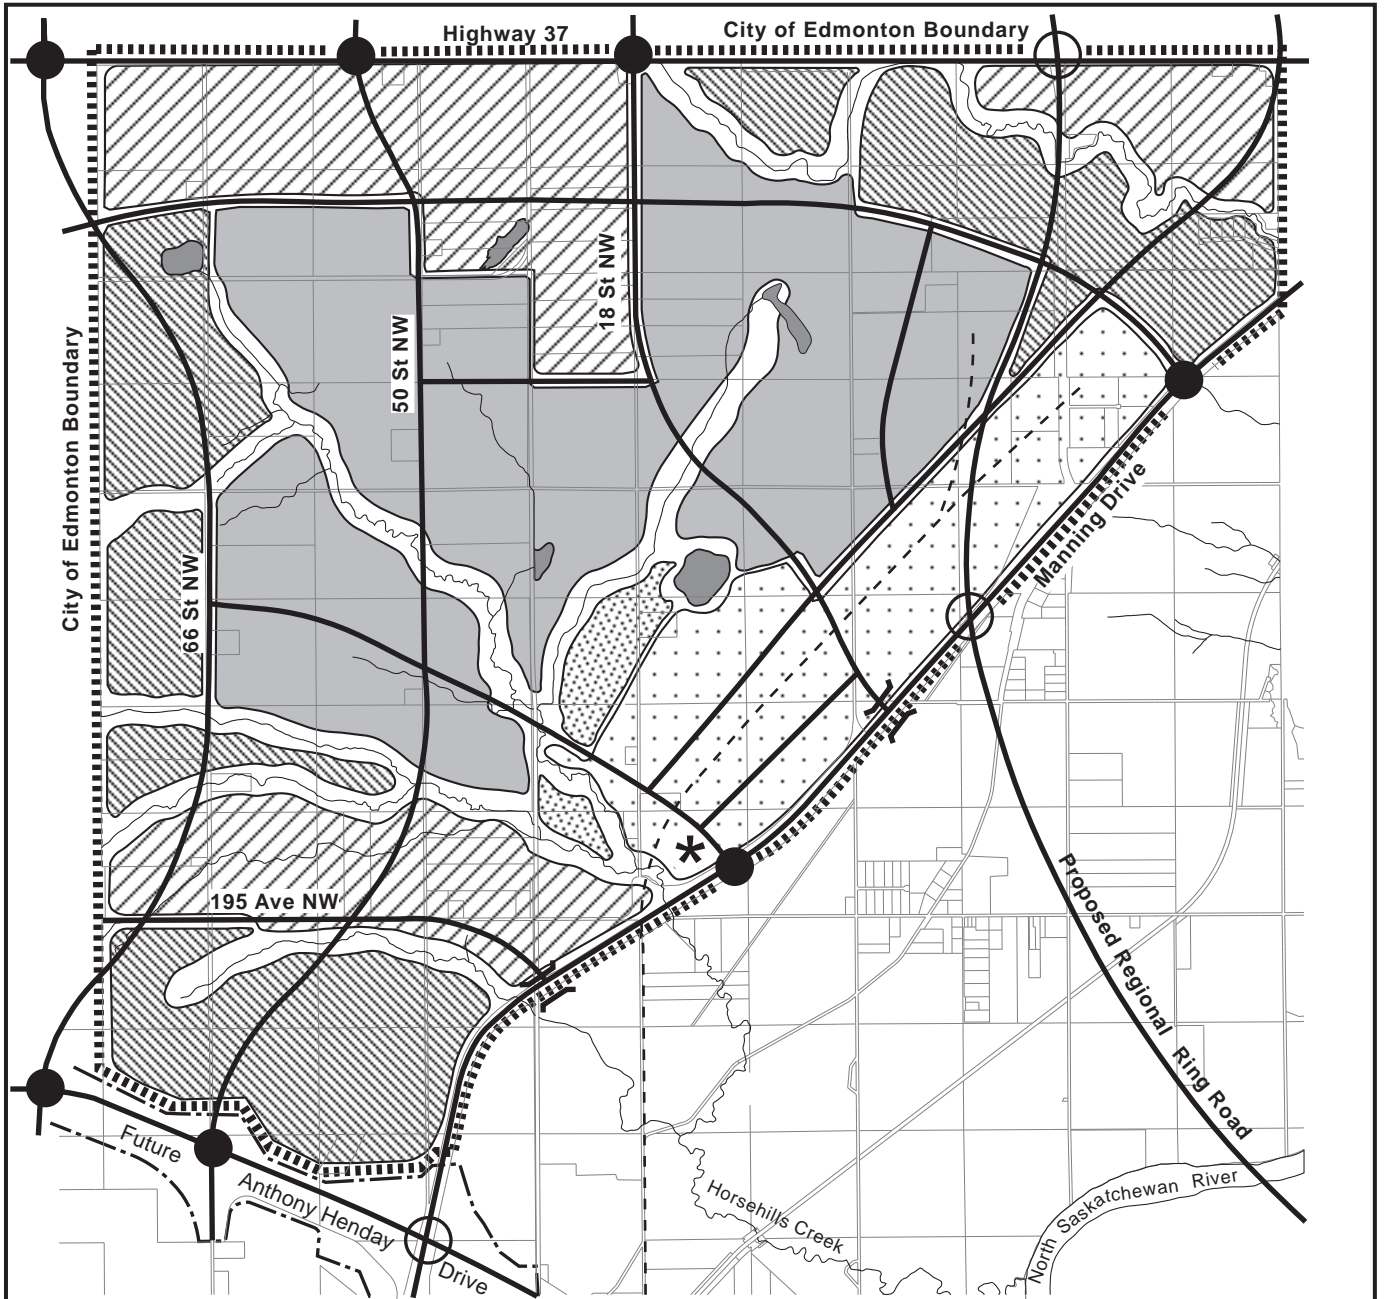 Highway 37
City of Edmonton Boundary
City of Edmonton Boundary
18 St NW
50 St NW
66 St NW
Manning Drive
*
195 Ave NW
Proposed Regional Ring Road
Future
Anthony Henday
Drive
Horsehills Creek
North Saskatchewan River